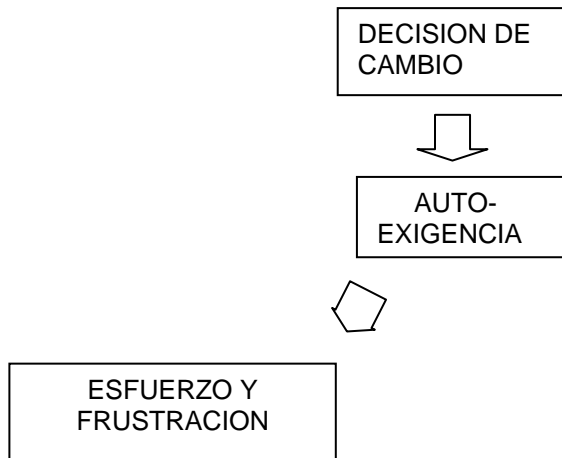 DECISION DE
CAMBIO
AUTO-
EXIGENCIA
ESFUERZO Y
FRUSTRACION